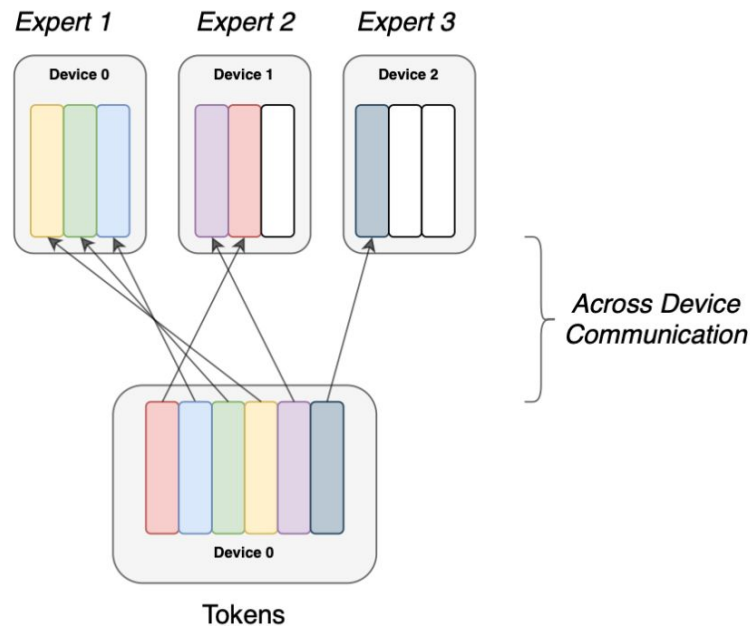 Expert 1
Expert 2
Expert 3
Device 0
Device 1
Device 2
Across Device
Communication
Device 0
Tokens